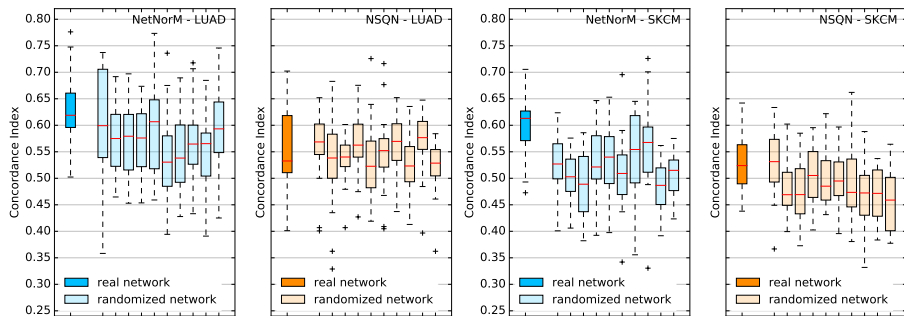 NetNorM - LUAD
Concordance Index
0.80
0.75
0.70
0.65
0.60
0.55
0.50
0.45
0.40
0.35
0.30
0.25
real network
randomized network
NSQN - LUAD
Concordance Index
real network
randomized network
NetNorM - SKCM
Concordance Index
0.80
0.75
0.70
0.65
0.60
0.55
0.50
0.45
0.40
0.35
0.30
0.25
real network
randomized network
NSQN - SKCM
Concordance Index
real network
randomized network